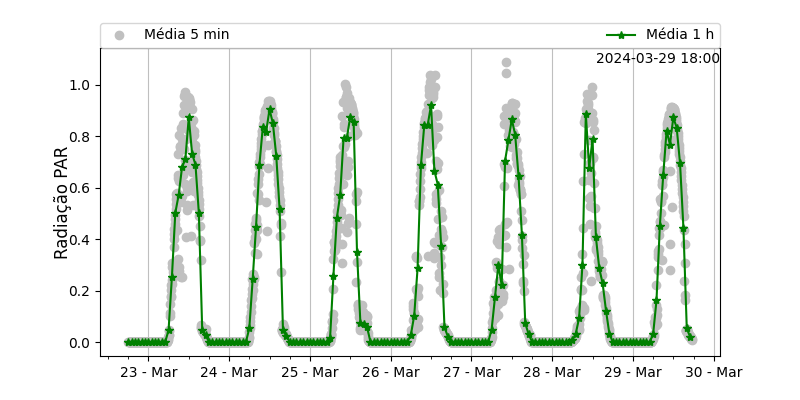 Média 5 min
Média 1 h
2024-03-29 18:00
Radiação PAR
1.0
0.8
0.6
0.4
0.2
0.0
23 - Mar
24 - Mar
25 - Mar
26 - Mar
27 - Mar
28 - Mar
29 - Mar
30 - Mar